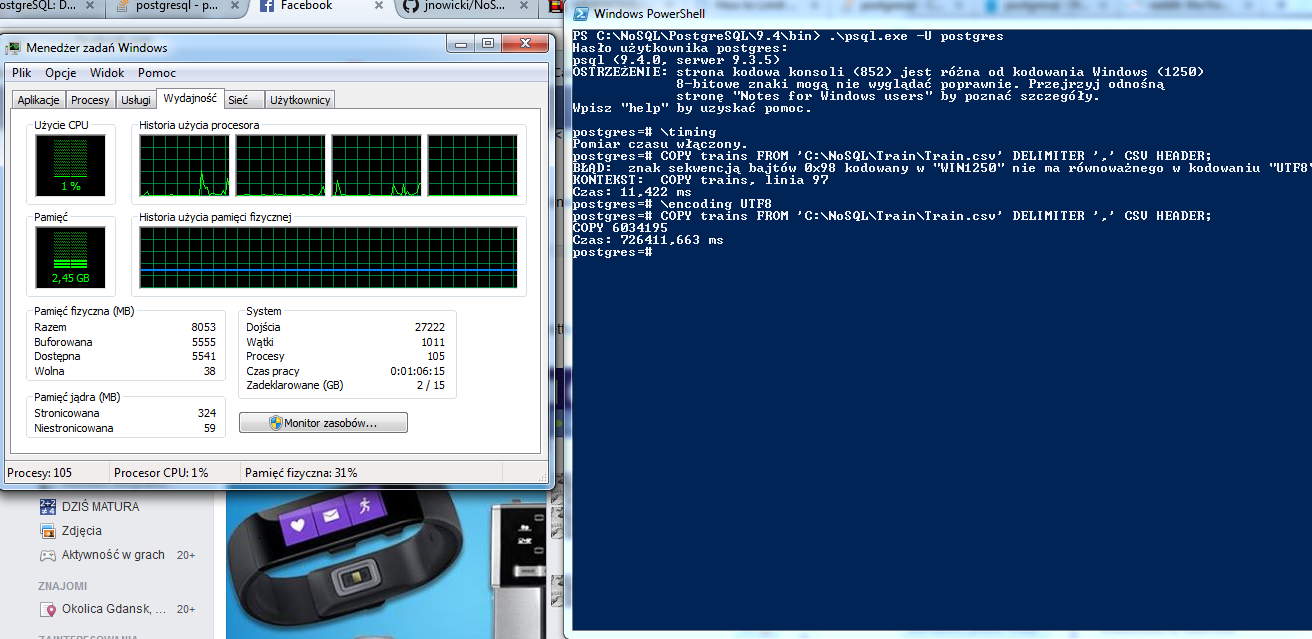 ostgreSQL: D...
postgresql - p...
Facebook
jnowicki/NoS...
Menedżer zadań Windows
Plik Opcje Widok Pomoc
Aplikacje Procesy Usługi Wydajność Sieć Użytkownicy
Użycie CPU
1 %
Historia użycia procesora
Pamięć
2,45 GB
Historia użycia pamięci fizycznej
Pamięć fizyczna (MB)
Razem 8053
Buforowana 5555
Dostępna 5541
Wolna 38
Pamięć jądra (MB)
Stronicowana 324
Niestronicowana 59
System
Dojścia 27222
Wątki 1011
Procesy 105
Czas pracy 0:01:06:15
Zadeklarowane (GB) 2 / 15
Monitor zasobów...
Procesy: 105 Procesor CPU: 1% Pamięć fizyczna: 31%
DZIŚ MATURA
Zdjęcia
Aktywność w grach 20+
ZNAJOMI
Okolica Gdansk, ... 20+
ZAINTERESOWANIA
Windows PowerShell
PS C:\NoSQL\PostgreSQL\9.4\bin> .\psql.exe -U postgres
Hasło użytkownika postgres:
psql (9.4.0, serwer 9.3.5)
OSTRZEŻENIE: strona kodowa konsoli (852) jest różna od kodowania Windows (1250)
8-bitowe znaki mogą nie wyglądać poprawnie. Przejrzyj odnośną
stronę "Notes for Windows users" by poznać szczegóły.
Wpisz "help" by uzyskać pomoc.
postgres=# \timing
Pomiar czasu włączony.
postgres=# COPY trains FROM 'C:\NoSQL\Train\Train.csv' DELIMITER ',' CSV HEADER;
BŁĄD: znak sekwencją bajtów 0x98 kodowany w "WIN1250" nie ma równoważnego w kodowaniu "UTF8"
KONTEKST: COPY trains, linia 97
Czas: 11,422 ms
postgres=# \encoding UTF8
postgres=# COPY trains FROM 'C:\NoSQL\Train\Train.csv' DELIMITER ',' CSV HEADER;
COPY 6034195
Czas: 726411,663 ms
postgres=#